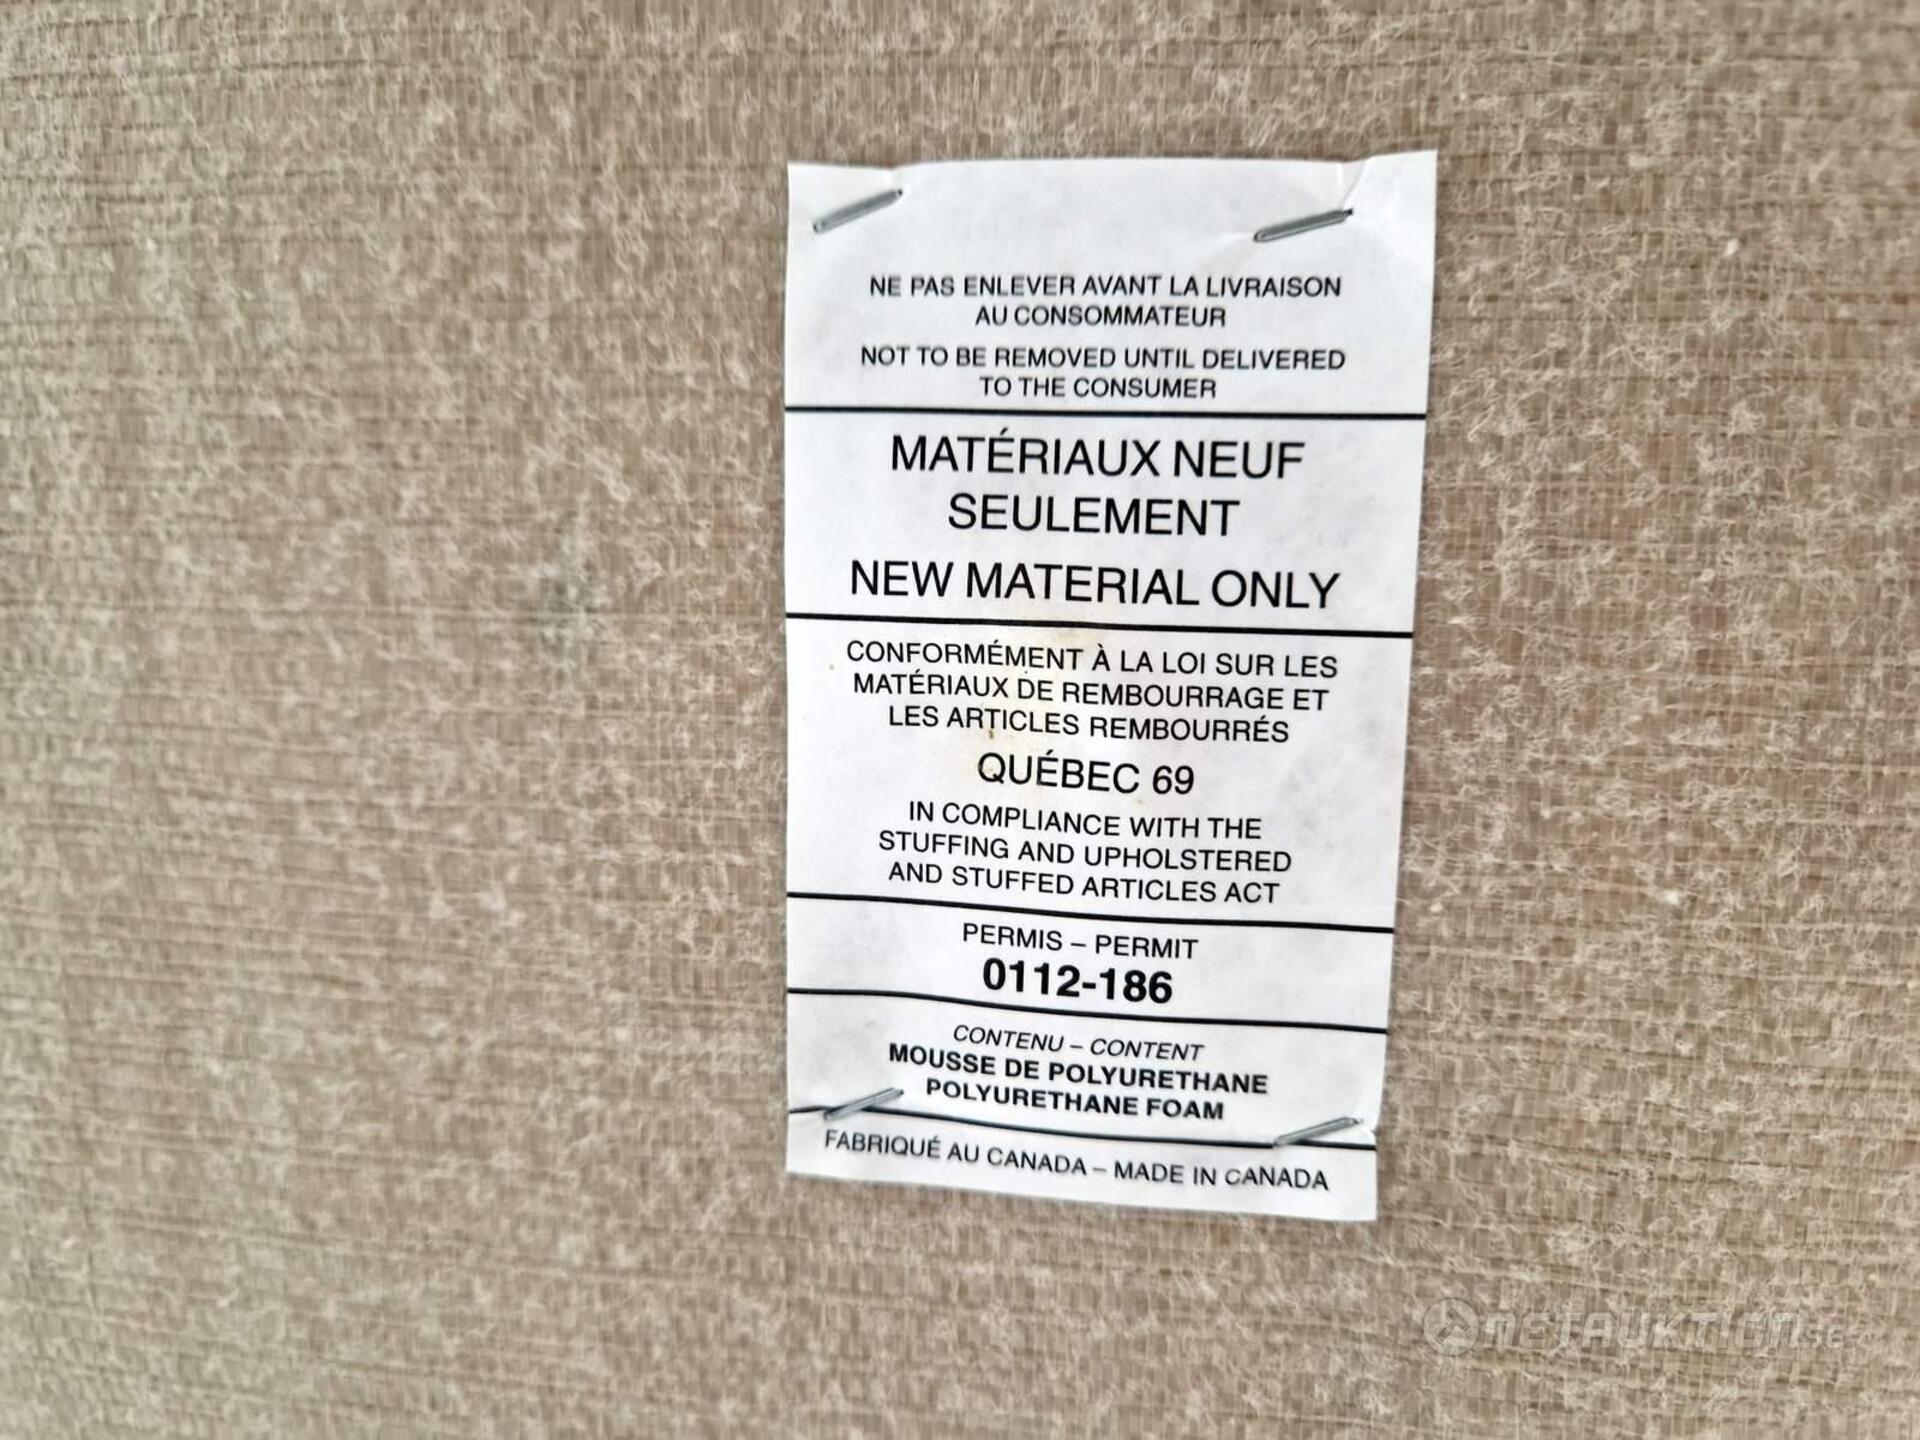 NE PAS ENLEVER AVANT LA LIVRAISON
AU CONSOMMATEUR
NOT TO BE REMOVED UNTIL DELIVERED
TO THE CONSUMER
MATÉRIAUX NEUF
SEULEMENT
NEW MATERIAL ONLY
CONFORMÉMENT À LA LOI SUR LES
MATÉRIAUX DE REMBOURRAGE ET
LES ARTICLES REMBOURRÉS
QUÉBEC 69
IN COMPLIANCE WITH THE
STUFFING AND UPHOLSTERED
AND STUFFED ARTICLES ACT
PERMIS – PERMIT
0112-186
CONTENU – CONTENT
MOUSSE DE POLYURETHANE
POLYURETHANE FOAM
FABRIQUÉ AU CANADA – MADE IN CANADA
NETAUKTION.SE